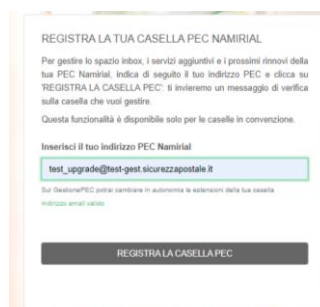 REGISTRA LA TUA CASELLA PEC NAMIRIAL
Per gestire lo spazio inbox, i servizi aggiuntivi e i prossimi rinnovi della
tua PEC Namirial, indica di seguito il tuo indirizzo PEC e clicca su
'REGISTRA LA CASELLA PEC': ti invieremo un messaggio di verifica
sulla casella che vuoi gestire.
Questa funzionalità è disponibile solo per le caselle in convenzione.
Inserisci il tuo indirizzo PEC Namirial
test_upgrade@test-gest.sicurezzapostale.it
Sul GestionePEC potrai cambiare in autonomia le estensioni della tua casella
Indirizzo email valido
REGISTRA LA CASELLA PEC